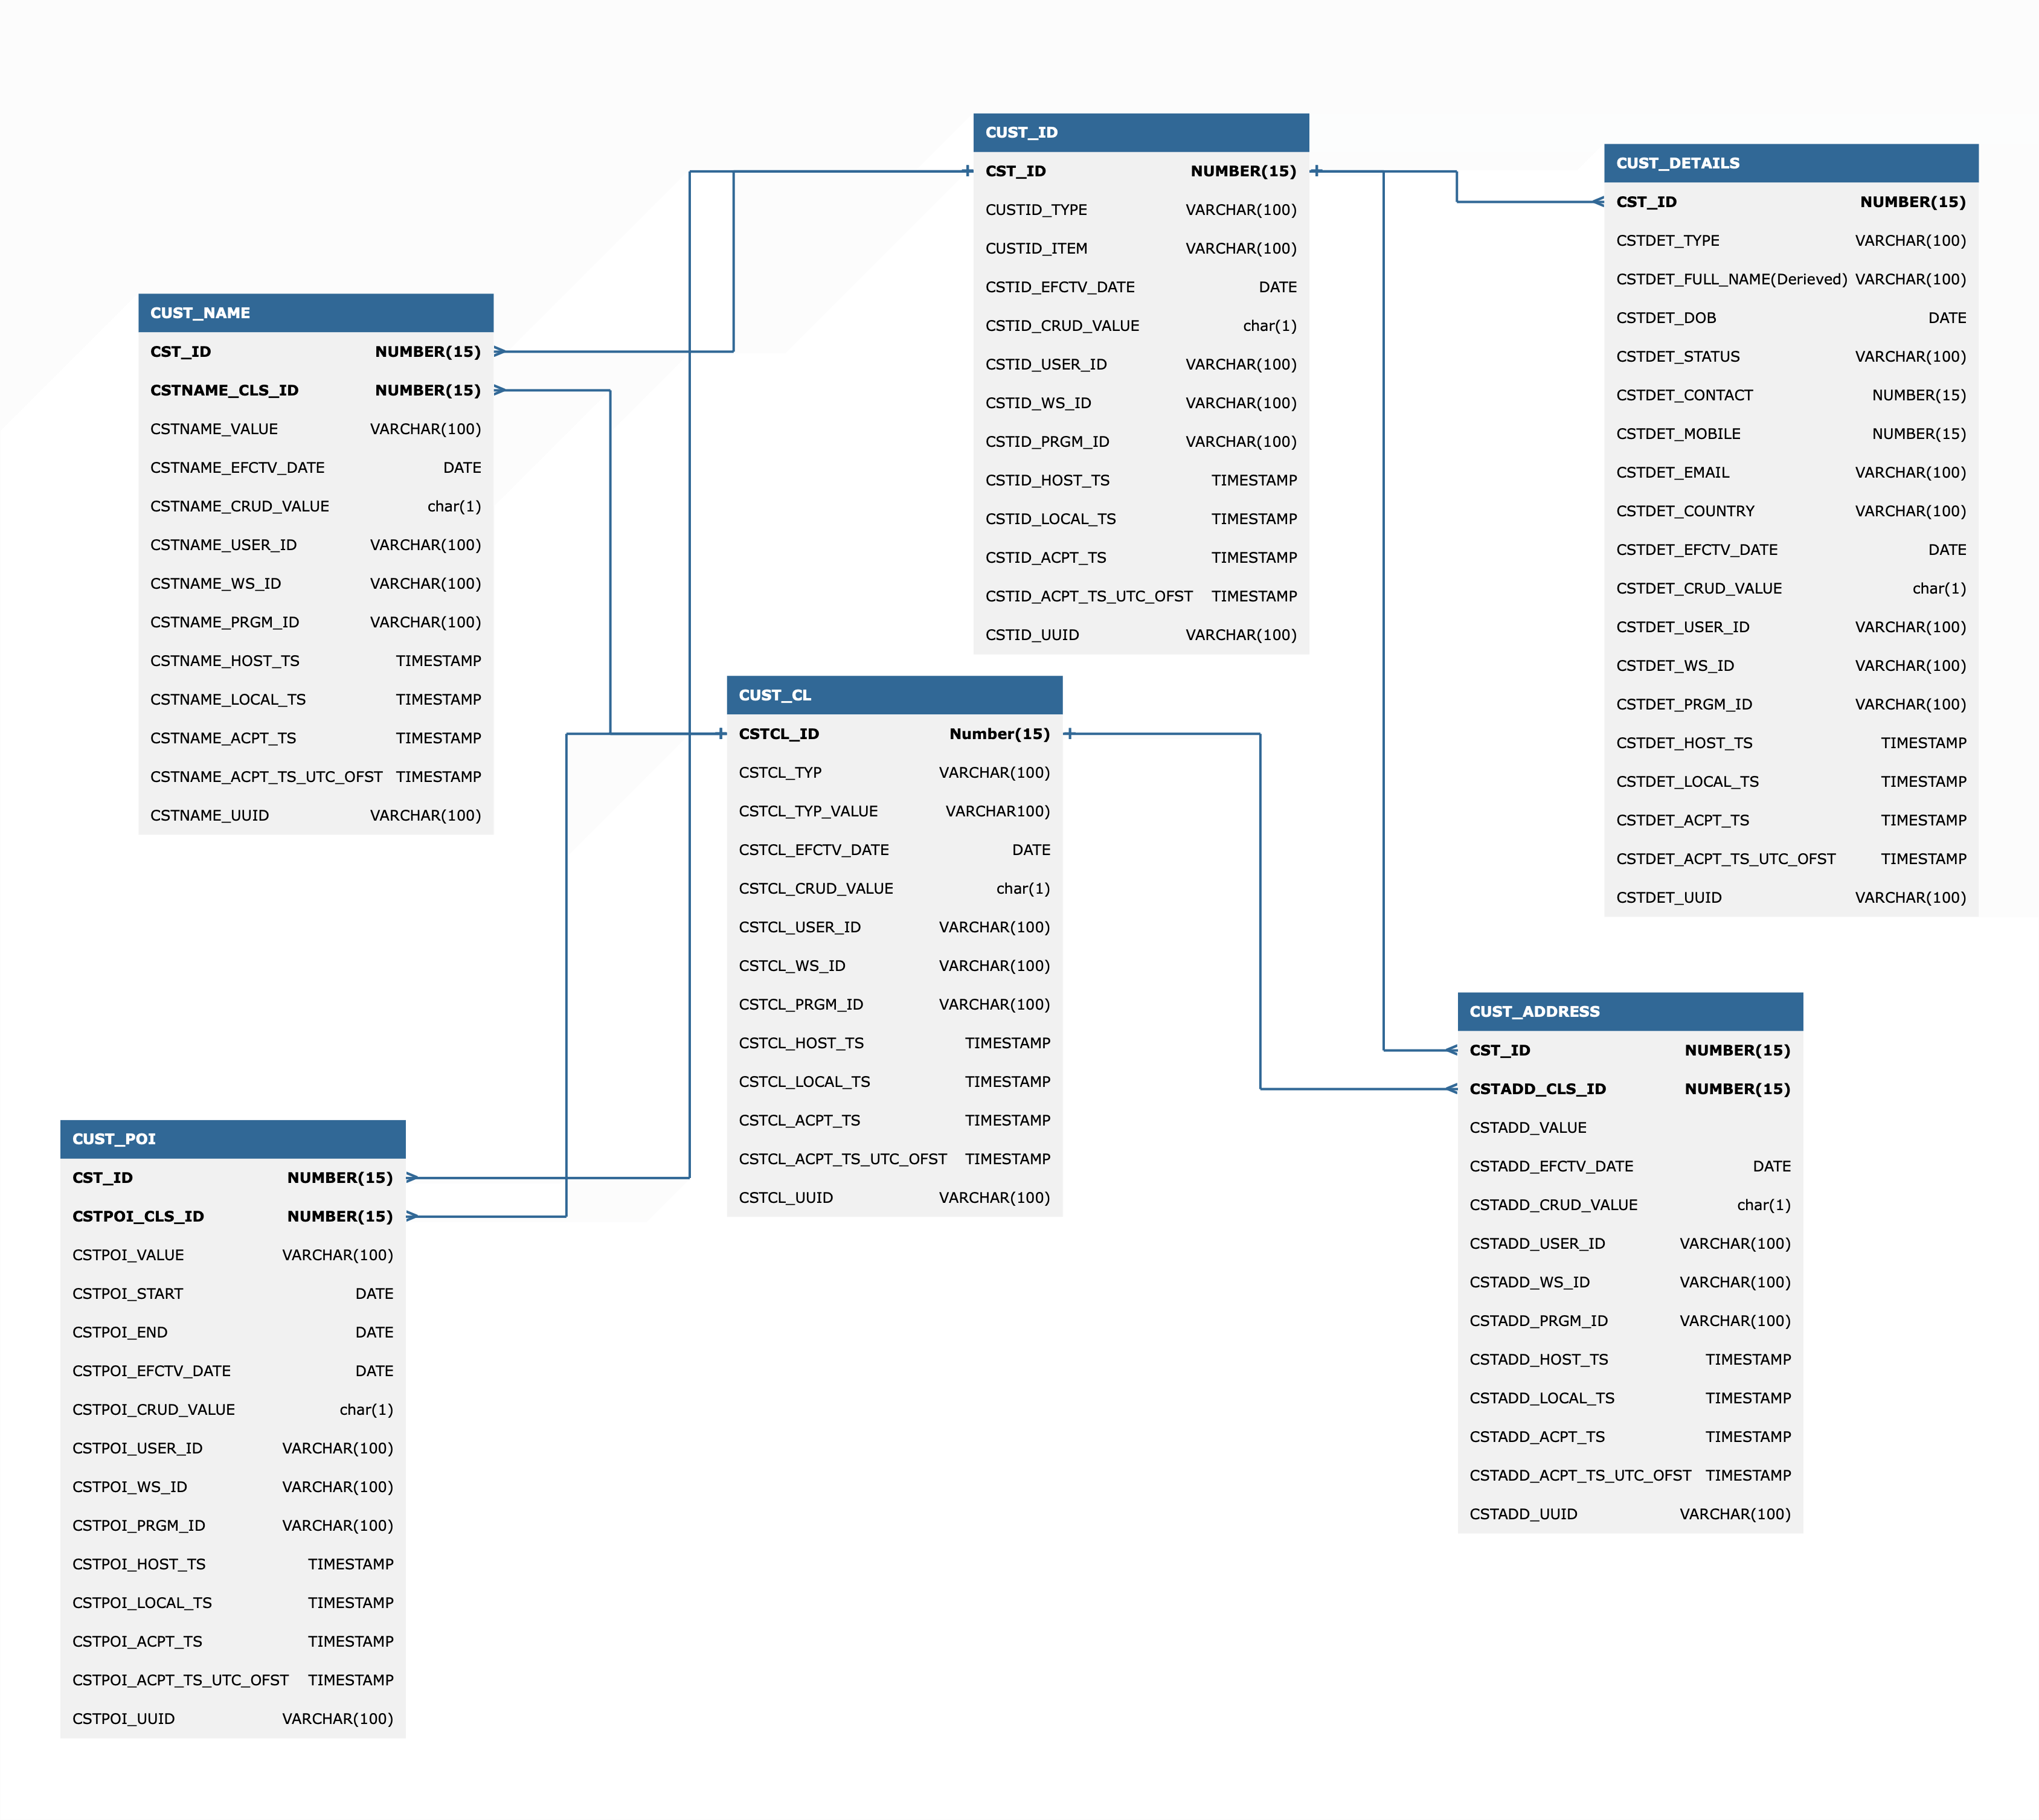 CUST_ID
CST_ID NUMBER(15)
CUSTID_TYPE VARCHAR(100)
CUSTID_ITEM VARCHAR(100)
CSTID_EFCTV_DATE DATE
CSTID_CRUD_VALUE char(1)
CSTID_USER_ID VARCHAR(100)
CSTID_WS_ID VARCHAR(100)
CSTID_PRGM_ID VARCHAR(100)
CSTID_HOST_TS TIMESTAMP
CSTID_LOCAL_TS TIMESTAMP
CSTID_ACPT_TS TIMESTAMP
CSTID_ACPT_TS_UTC_OFST TIMESTAMP
CSTID_UUID VARCHAR(100)
CUST_DETAILS
CST_ID NUMBER(15)
CSTDET_TYPE VARCHAR(100)
CSTDET_FULL_NAME(Derieved) VARCHAR(100)
CSTDET_DOB DATE
CSTDET_STATUS VARCHAR(100)
CSTDET_CONTACT NUMBER(15)
CSTDET_MOBILE NUMBER(15)
CSTDET_EMAIL VARCHAR(100)
CSTDET_COUNTRY VARCHAR(100)
CSTDET_EFCTV_DATE DATE
CSTDET_CRUD_VALUE char(1)
CSTDET_USER_ID VARCHAR(100)
CSTDET_WS_ID VARCHAR(100)
CSTDET_PRGM_ID VARCHAR(100)
CSTDET_HOST_TS TIMESTAMP
CSTDET_LOCAL_TS TIMESTAMP
CSTDET_ACPT_TS TIMESTAMP
CSTDET_ACPT_TS_UTC_OFST TIMESTAMP
CSTDET_UUID VARCHAR(100)
CUST_NAME
CST_ID NUMBER(15)
CSTNAME_CLS_ID NUMBER(15)
CSTNAME_VALUE VARCHAR(100)
CSTNAME_EFCTV_DATE DATE
CSTNAME_CRUD_VALUE char(1)
CSTNAME_USER_ID VARCHAR(100)
CSTNAME_WS_ID VARCHAR(100)
CSTNAME_PRGM_ID VARCHAR(100)
CSTNAME_HOST_TS TIMESTAMP
CSTNAME_LOCAL_TS TIMESTAMP
CSTNAME_ACPT_TS TIMESTAMP
CSTNAME_ACPT_TS_UTC_OFST TIMESTAMP
CSTNAME_UUID VARCHAR(100)
CUST_CL
CSTCL_ID Number(15)
CSTCL_TYP VARCHAR(100)
CSTCL_TYP_VALUE VARCHAR100)
CSTCL_EFCTV_DATE DATE
CSTCL_CRUD_VALUE char(1)
CSTCL_USER_ID VARCHAR(100)
CSTCL_WS_ID VARCHAR(100)
CSTCL_PRGM_ID VARCHAR(100)
CSTCL_HOST_TS TIMESTAMP
CSTCL_LOCAL_TS TIMESTAMP
CSTCL_ACPT_TS TIMESTAMP
CSTCL_ACPT_TS_UTC_OFST TIMESTAMP
CSTCL_UUID VARCHAR(100)
CUST_ADDRESS
CST_ID NUMBER(15)
CSTADD_CLS_ID NUMBER(15)
CSTADD_VALUE
CSTADD_EFCTV_DATE DATE
CSTADD_CRUD_VALUE char(1)
CSTADD_USER_ID VARCHAR(100)
CSTADD_WS_ID VARCHAR(100)
CSTADD_PRGM_ID VARCHAR(100)
CSTADD_HOST_TS TIMESTAMP
CSTADD_LOCAL_TS TIMESTAMP
CSTADD_ACPT_TS TIMESTAMP
CSTADD_ACPT_TS_UTC_OFST TIMESTAMP
CSTADD_UUID VARCHAR(100)
CUST_POI
CST_ID NUMBER(15)
CSTPOI_CLS_ID NUMBER(15)
CSTPOI_VALUE VARCHAR(100)
CSTPOI_START DATE
CSTPOI_END DATE
CSTPOI_EFCTV_DATE DATE
CSTPOI_CRUD_VALUE char(1)
CSTPOI_USER_ID VARCHAR(100)
CSTPOI_WS_ID VARCHAR(100)
CSTPOI_PRGM_ID VARCHAR(100)
CSTPOI_HOST_TS TIMESTAMP
CSTPOI_LOCAL_TS TIMESTAMP
CSTPOI_ACPT_TS TIMESTAMP
CSTPOI_ACPT_TS_UTC_OFST TIMESTAMP
CSTPOI_UUID VARCHAR(100)